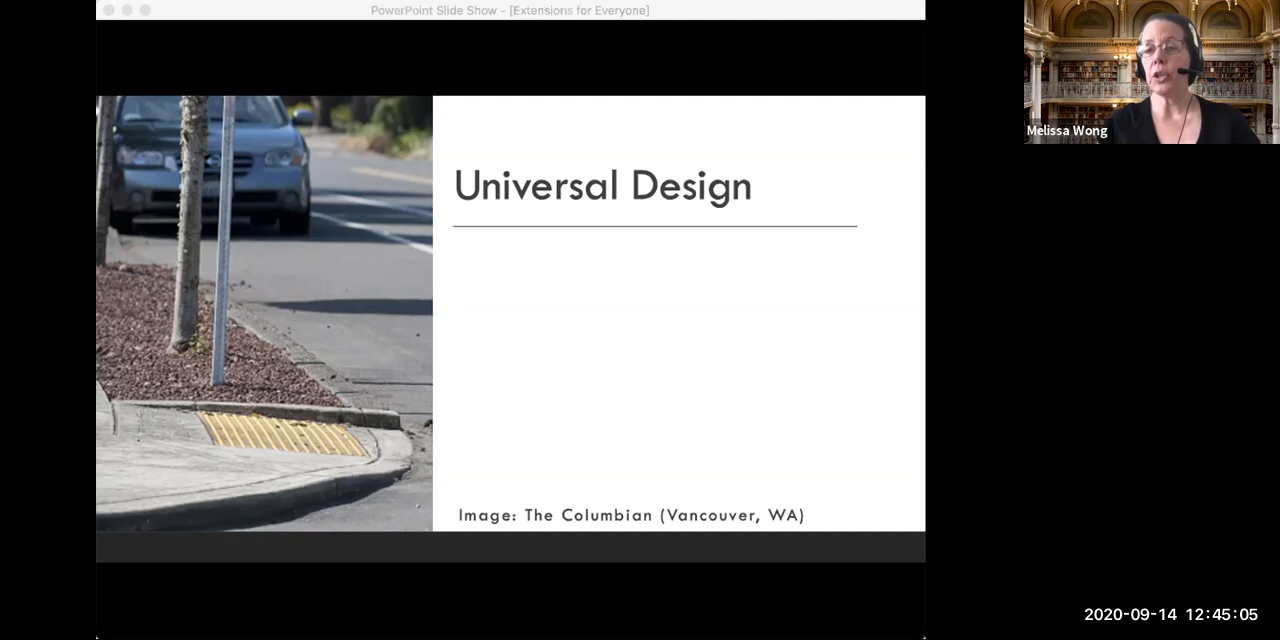 PowerPoint Slide Show - [Extensions for Everyone]
Universal Design
Image: The Columbian (Vancouver, WA)
Melissa Wong
2020-09-14 12:45:05